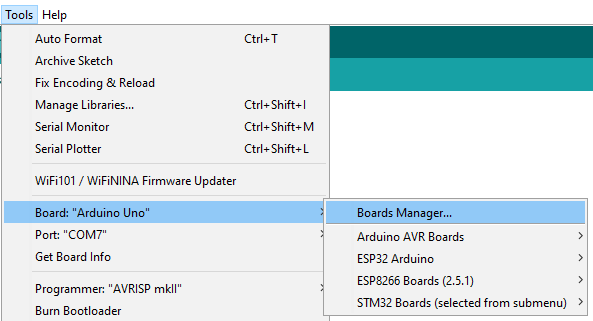 Tools Help
Auto Format Ctrl+T
Archive Sketch
Fix Encoding & Reload
Manage Libraries... Ctrl+Shift+I
Serial Monitor Ctrl+Shift+M
Serial Plotter Ctrl+Shift+L
WiFi101 / WiFiNINA Firmware Updater
Board: "Arduino Uno"
Port: "COM7"
Get Board Info
Programmer: "AVRISP mkII"
Burn Bootloader
Boards Manager...
Arduino AVR Boards
ESP32 Arduino
ESP8266 Boards (2.5.1)
STM32 Boards (selected from submenu)